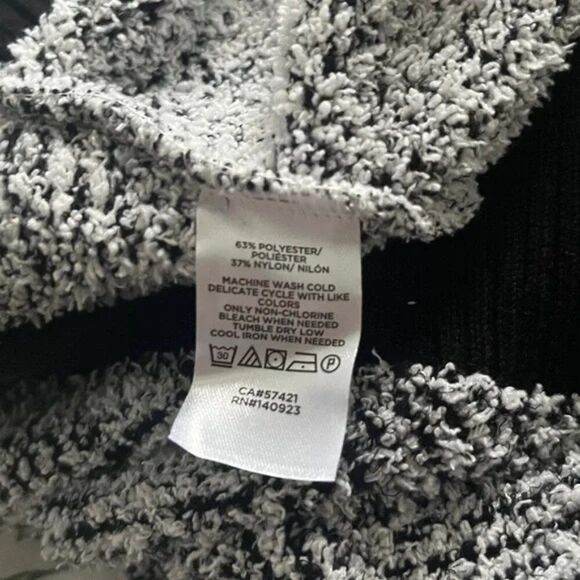 63% POLYESTER/
POLIÉSTER
37% NYLON/ NILÓN
MACHINE WASH COLD
DELICATE CYCLE WITH LIKE
COLORS
ONLY NON-CHLORINE
BLEACH WHEN NEEDED
TUMBLE DRY LOW
COOL IRON WHEN NEEDED
30 P
CA#57421
RN#140923